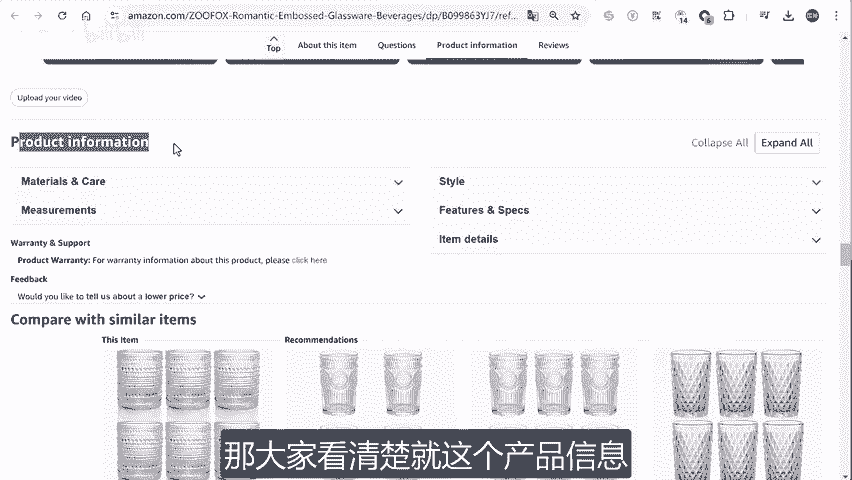 amazon.com/ZOOFOX-Romantic-Embossed-Glassware-Beverages/dp/B099863YJ7/ref...
14
6
Top
About this item
Questions
Product information
Reviews
Upload your video
Product information
Collapse All
Expand All
Materials & Care
Style
Measurements
Features & Specs
Item details
Warranty & Support
Product Warranty: For warranty information about this product, please click here
Feedback
Would you like to tell us about a lower price?
Compare with similar items
This Item
Recommendations
那大家看清楚就这个产品信息